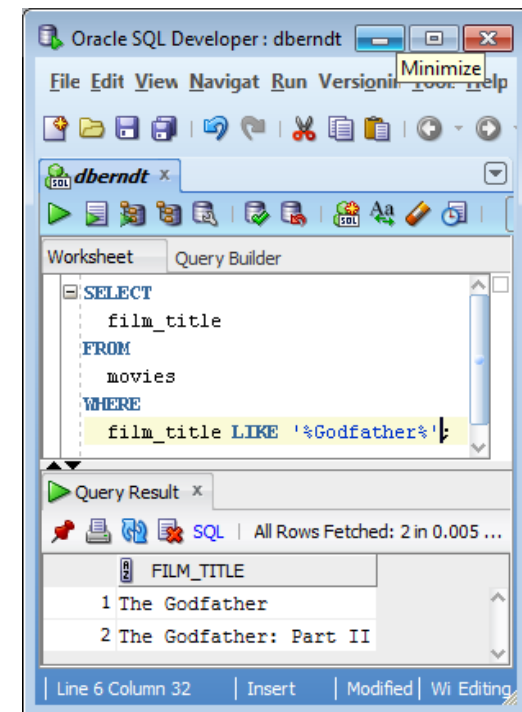 Oracle SQL Developer : dberndt
Minimize
File Edit View Navigat Run Help
dberndt
Worksheet Query Builder
SELECT
film_title
FROM
movies
WHERE
film_title LIKE '%Godfather%';
Query Result
SQL | All Rows Fetched: 2 in 0.005 ...
FILM_TITLE
1 The Godfather
2 The Godfather: Part II
Line 6 Column 32 | Insert | Modified | Wi Editing